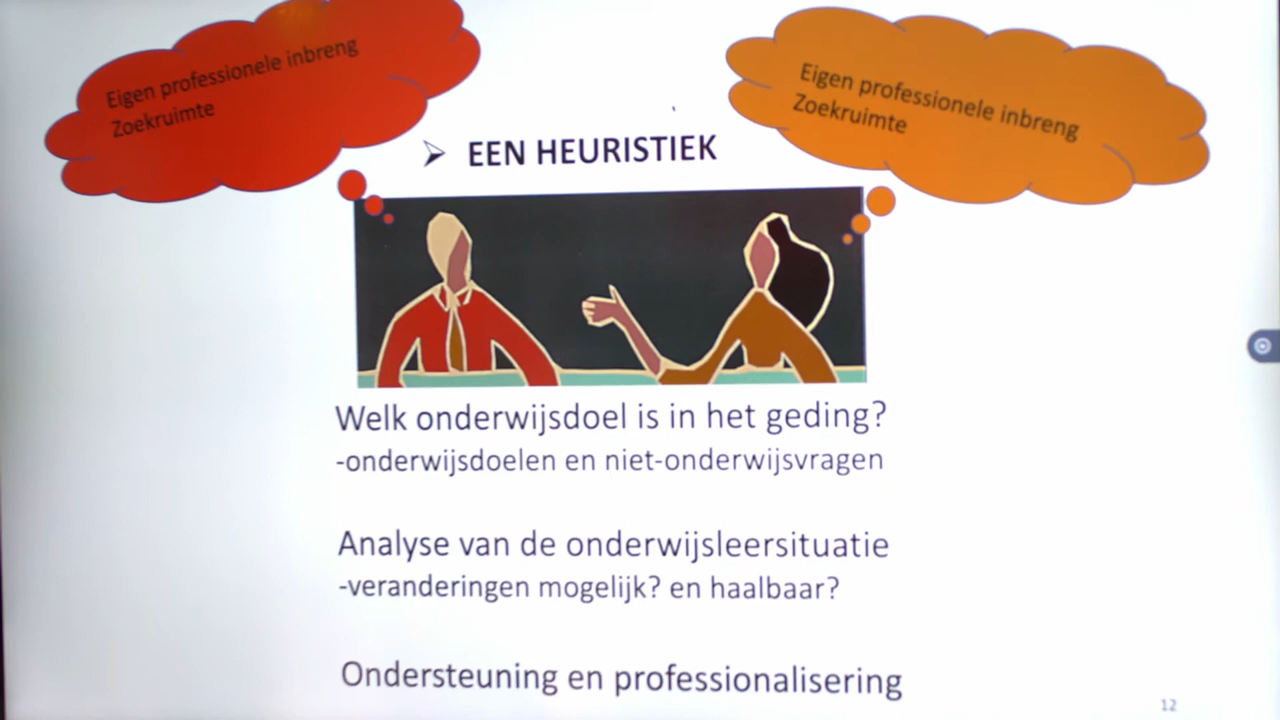 Eigen professionele inbreng
Zoekruimte
Eigen professionele inbreng
Zoekruimte
➢ EEN HEURISTIEK
Welk onderwijsdoel is in het geding?
-onderwijsdoelen en niet-onderwijsvragen
Analyse van de onderwijsleersituatie
-veranderingen mogelijk? en haalbaar?
Ondersteuning en professionalisering
12